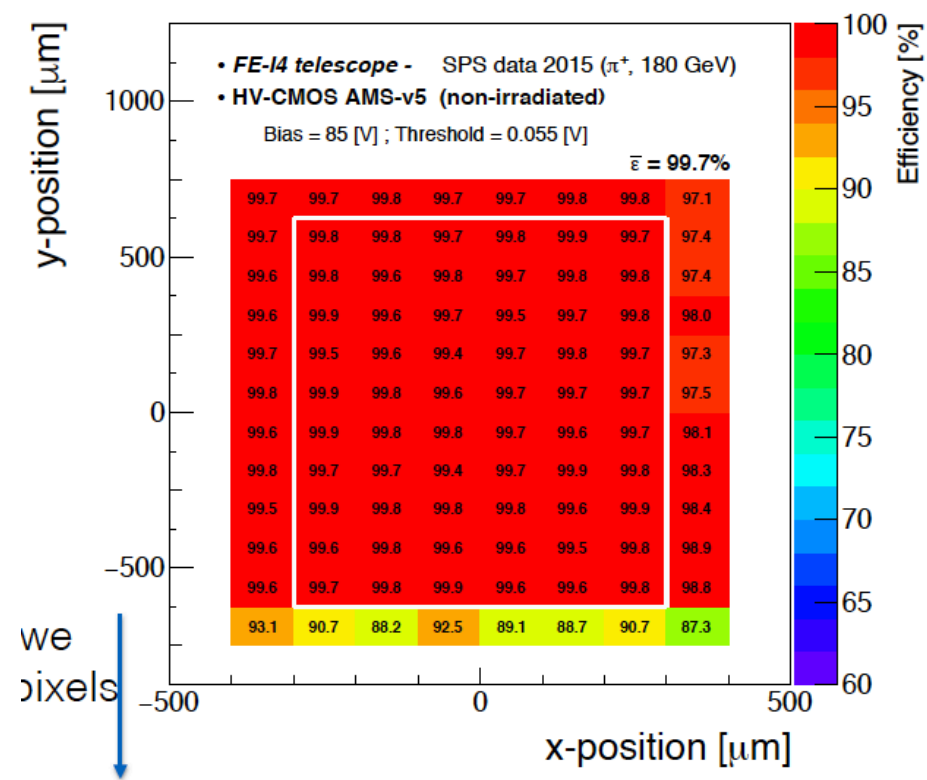 • FE-I4 telescope - SPS data 2015 (π⁺, 180 GeV)
• HV-CMOS AMS-v5 (non-irradiated)
Bias = 85 [V] ; Threshold = 0.055 [V]
ε̅ = 99.7%
99.7 99.7 99.8 99.7 99.7 99.8 99.8 97.1
99.7 99.8 99.8 99.7 99.8 99.9 99.7 97.4
99.6 99.8 99.6 99.8 99.7 99.8 99.8 97.4
99.6 99.9 99.6 99.7 99.5 99.7 99.8 98.0
99.7 99.5 99.6 99.4 99.7 99.8 99.7 97.3
99.8 99.9 99.8 99.6 99.7 99.7 99.7 97.5
99.6 99.9 99.8 99.8 99.7 99.6 99.7 98.1
99.8 99.7 99.7 99.4 99.7 99.9 99.8 98.3
99.5 99.9 99.8 99.8 99.8 99.6 99.9 98.4
99.6 99.6 99.8 99.6 99.6 99.5 99.8 98.9
99.6 99.7 99.8 99.9 99.6 99.6 99.8 98.8
93.1 90.7 88.2 92.5 89.1 88.7 90.7 87.3
y-position [μm]
1000
500
0
−500
−500 0 500
x-position [μm]
100
95
90
85
80
75
70
65
60
Efficiency [%]
we
pixels